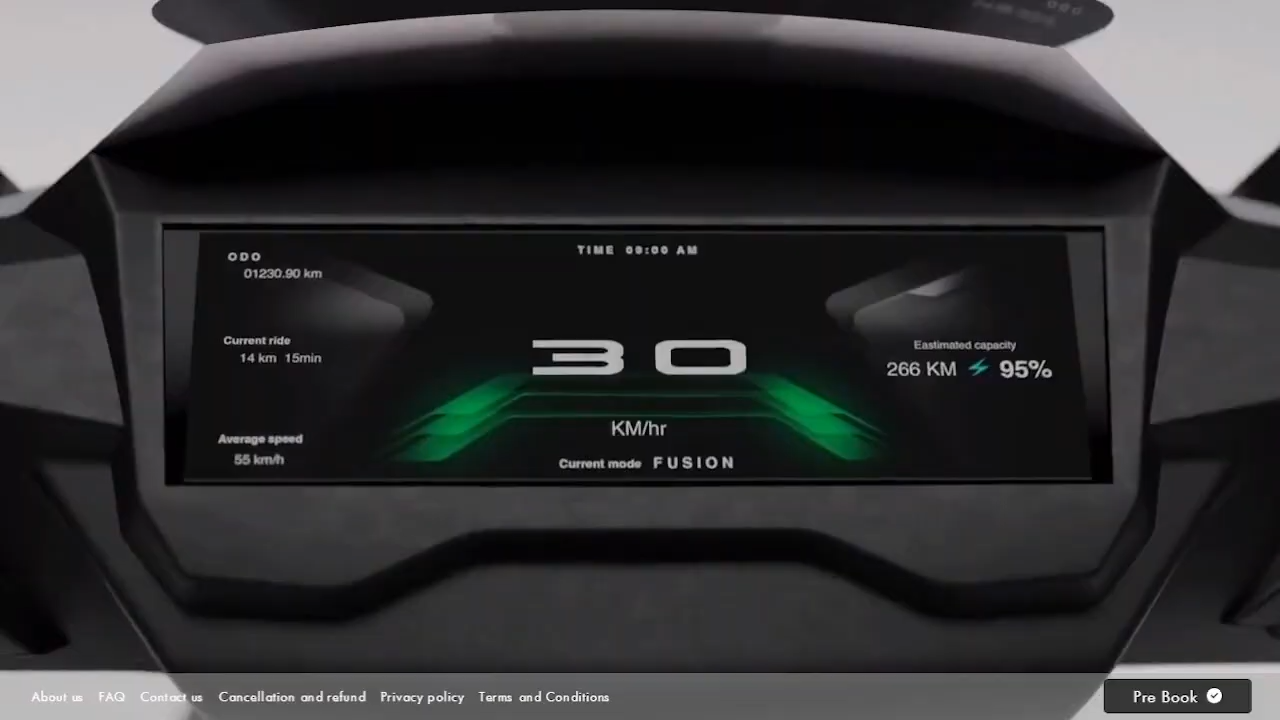 ODO
TIME 09:00 AM
ODO
01230.90 km
Current ride
14 km 15min
Average speed
55 km/h
30
KM/hr
Current mode FUSION
Eastimated capacity
266 KM 95%
About us FAQ Contact us Cancellation and refund Privacy policy Terms and Conditions Pre Book